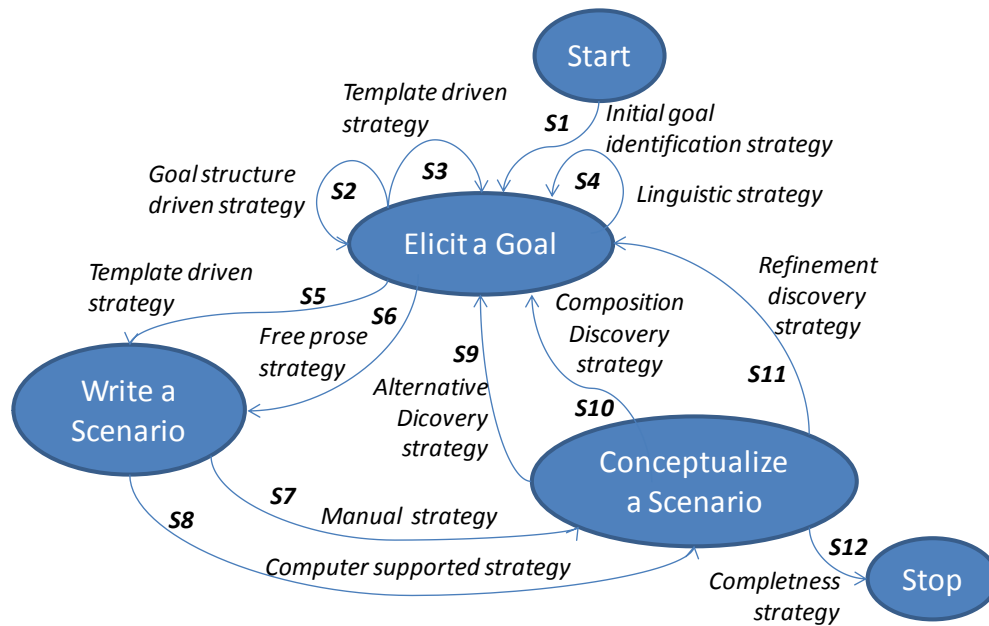 Start
Template driven
strategy
S1
Initial goal
identification strategy
S3
S4
Goal structure
driven strategy
S2
Linguistic strategy
Elicit a Goal
Template driven
strategy
S5
S6
Free prose
strategy
Composition
Discovery
strategy
Refinement
discovery
strategy
S9
Alternative
Dicovery
strategy
S10
S11
Write a
Scenario
Conceptualize
a Scenario
S7
Manual strategy
S8
Computer supported strategy
S12
Completness
strategy
Stop